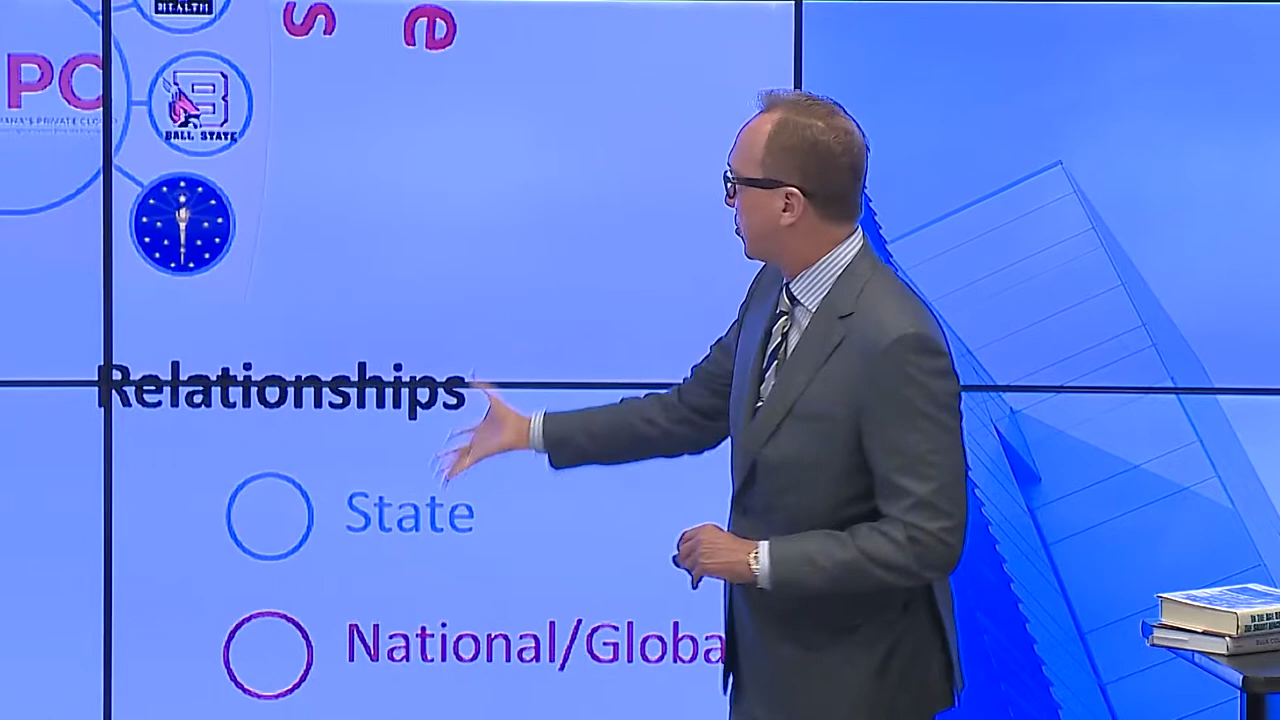 HEALTH
s e
PC
B
BALL STATE
Relationships
State
National/Globa